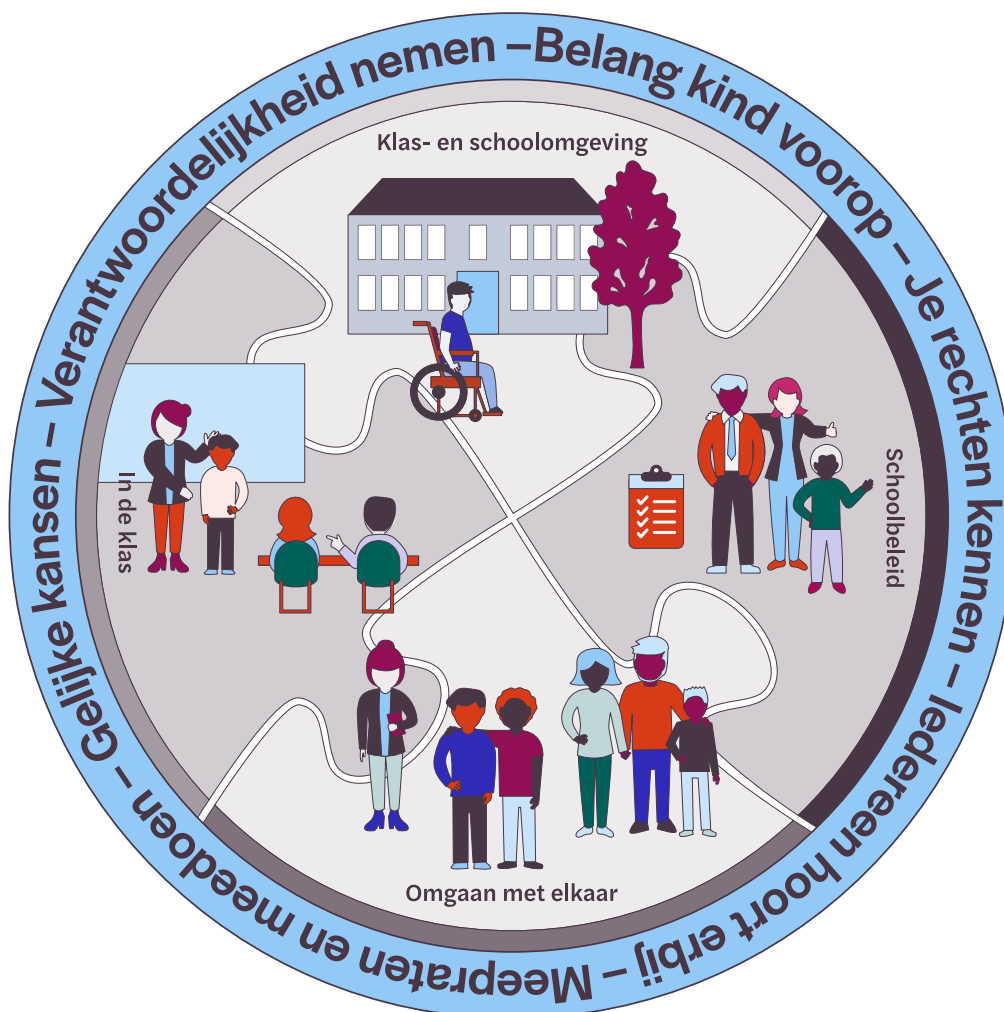 Verantwoordelijkheid nemen –Belang kind voorop – Je rechten kennen – Iedereen hoort erbij – Meepraten en meedoen – Gelijke kansen –
Klas- en schoolomgeving
Schoolbeleid
In de klas
Omgaan met elkaar